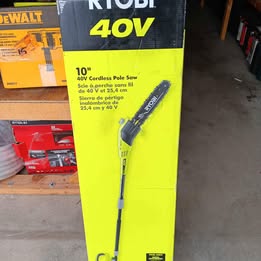 RYOBI
40V
DEWALT
10"
40V Cordless Pole Saw
Scie à perche sans fil
de 40 V et 25,4 cm
Sierra de pértiga
inalámbrica de
25,4 cm y 40 V
RYOBI